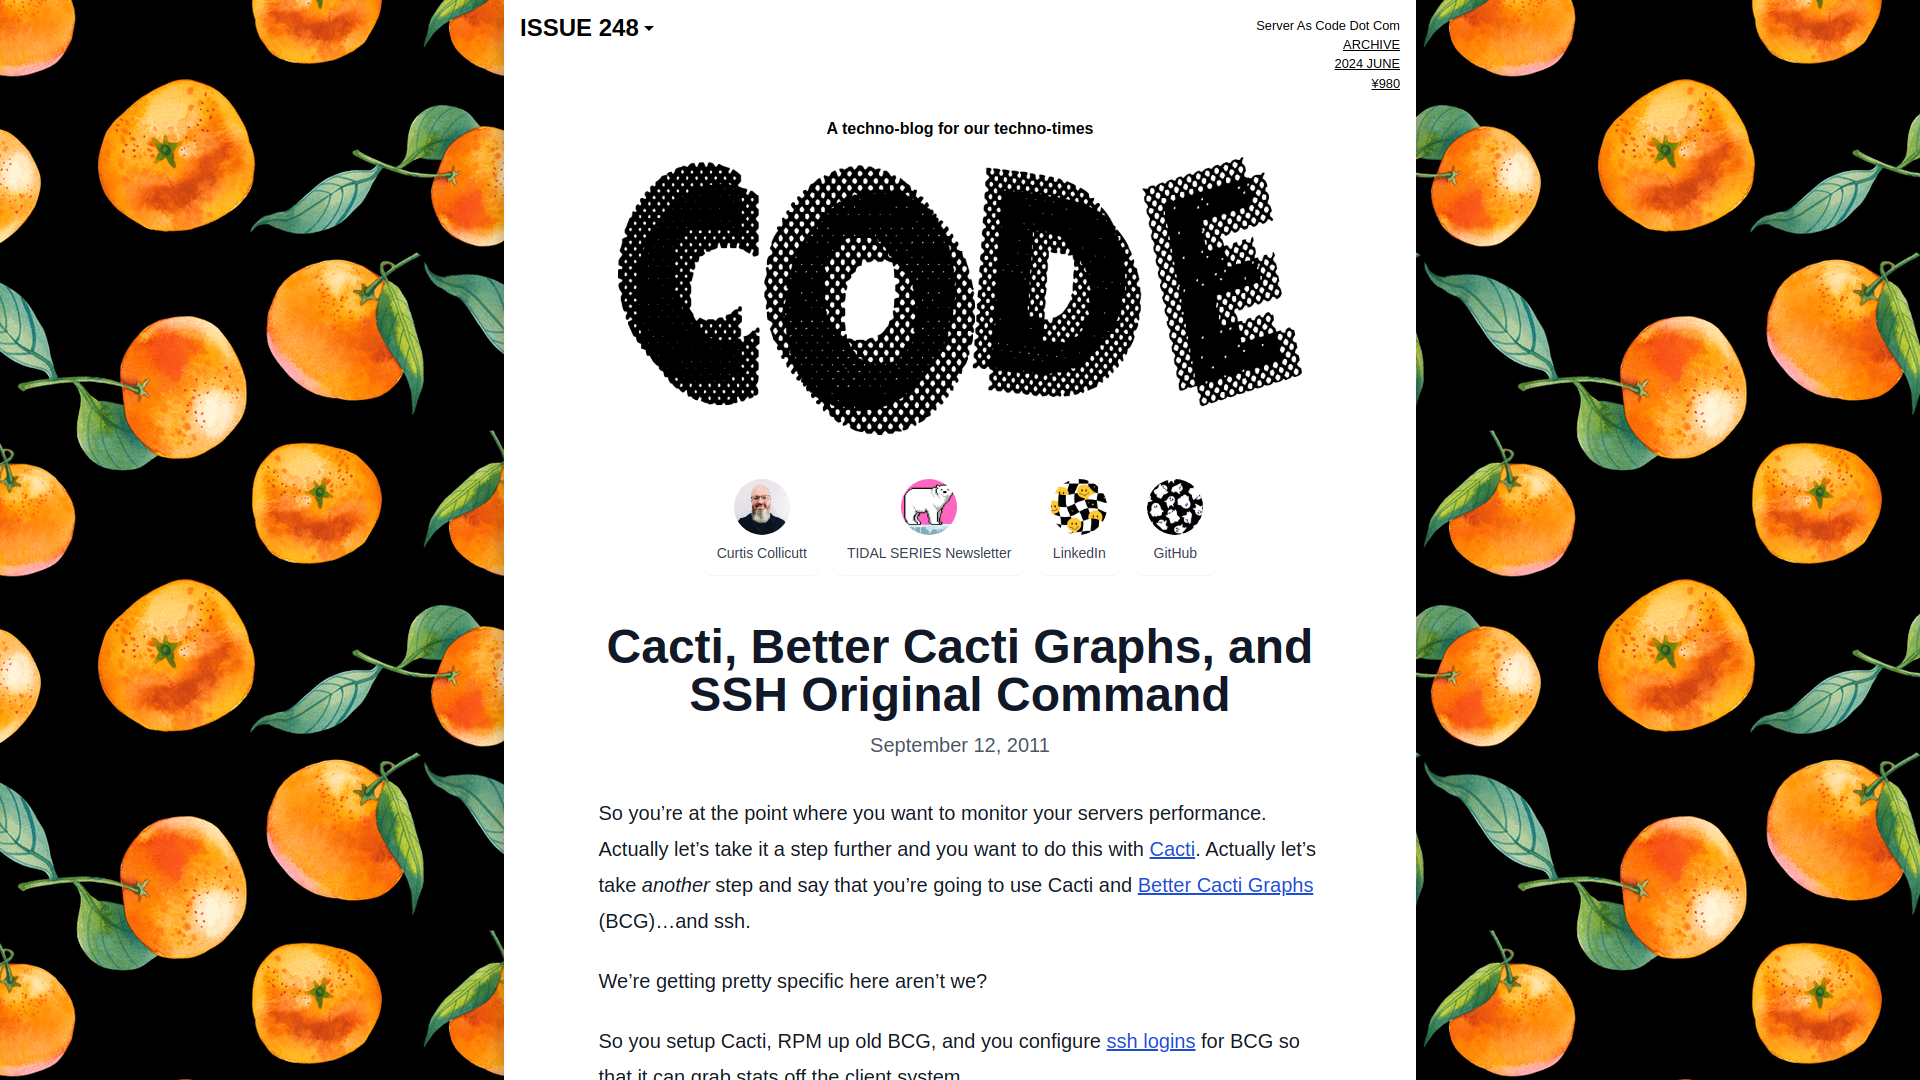 ISSUE 248
Server As Code Dot Com
ARCHIVE
2024 JUNE
¥980
A techno-blog for our techno-times
CODE
Curtis Collicutt
TIDAL SERIES Newsletter
LinkedIn
GitHub
Cacti, Better Cacti Graphs, and
SSH Original Command
September 12, 2011
So you’re at the point where you want to monitor your servers performance.
Actually let’s take it a step further and you want to do this with Cacti. Actually let’s
take another step and say that you’re going to use Cacti and Better Cacti Graphs
(BCG)…and ssh.
We’re getting pretty specific here aren’t we?
So you setup Cacti, RPM up old BCG, and you configure ssh logins for BCG so
that it can grab stats off the client system.